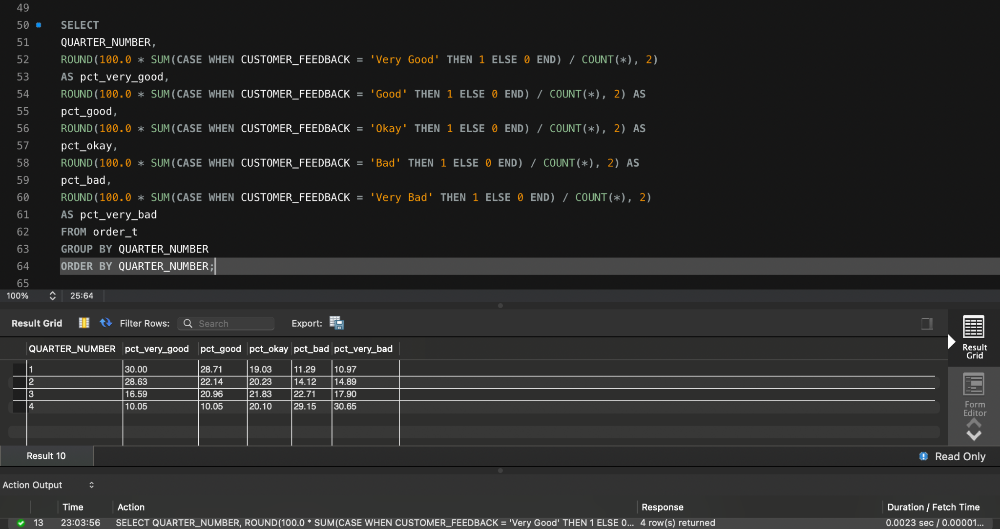 49
50 SELECT
51 QUARTER_NUMBER,
52 ROUND(100.0 * SUM(CASE WHEN CUSTOMER_FEEDBACK = 'Very Good' THEN 1 ELSE 0 END) / COUNT(*), 2)
53 AS pct_very_good,
54 ROUND(100.0 * SUM(CASE WHEN CUSTOMER_FEEDBACK = 'Good' THEN 1 ELSE 0 END) / COUNT(*), 2) AS
55 pct_good,
56 ROUND(100.0 * SUM(CASE WHEN CUSTOMER_FEEDBACK = 'Okay' THEN 1 ELSE 0 END) / COUNT(*), 2) AS
57 pct_okay,
58 ROUND(100.0 * SUM(CASE WHEN CUSTOMER_FEEDBACK = 'Bad' THEN 1 ELSE 0 END) / COUNT(*), 2) AS
59 pct_bad,
60 ROUND(100.0 * SUM(CASE WHEN CUSTOMER_FEEDBACK = 'Very Bad' THEN 1 ELSE 0 END) / COUNT(*), 2)
61 AS pct_very_bad
62 FROM order_t
63 GROUP BY QUARTER_NUMBER
64 ORDER BY QUARTER_NUMBER;
65
100% 25:64
Result Grid Filter Rows: Search Export:
QUARTER_NUMBER pct_very_good pct_good pct_okay pct_bad pct_very_bad
1 30.00 28.71 19.03 11.29 10.97
2 28.63 22.14 20.23 14.12 14.89
3 16.59 20.96 21.83 22.71 17.90
4 10.05 10.05 20.10 29.15 30.65
Result
Grid
Form
Editor
Result 10 Read Only
Action Output
Time Action Response Duration / Fetch Time
13 23:03:56 SELECT QUARTER_NUMBER, ROUND(100.0 * SUM(CASE WHEN CUSTOMER_FEEDBACK = 'Very Good' THEN 1 ELSE 0... 4 row(s) returned 0.0023 sec / 0.00001...